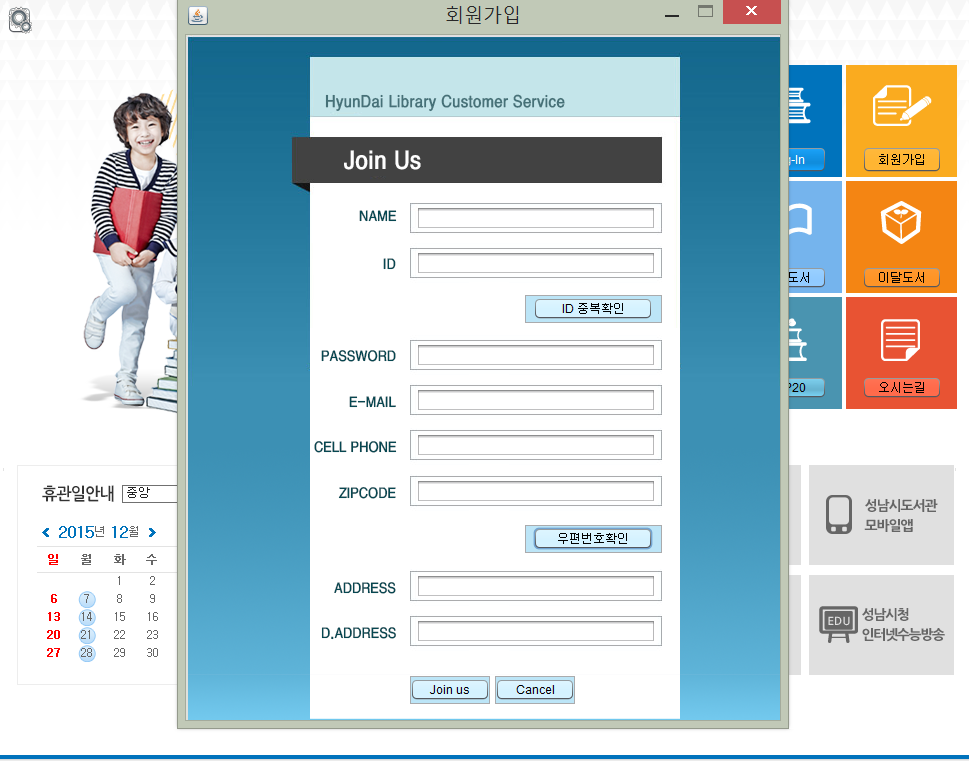 회원가입
HyunDai Library Customer Service
Join Us
NAME
ID
ID 중복확인
PASSWORD
E-MAIL
CELL PHONE
ZIPCODE
우편번호확인
ADDRESS
D.ADDRESS
Join us
Cancel
g-In
회원가입
도서
이달도서
P20
오시는길
휴관일안내 중앙
2015년 12월
일 월 화 수
1 2
6 7 8 9
13 14 15 16
20 21 22 23
27 28 29 30
성남시도서관
모바일앱
EDU
성남시청
인터넷수능방송